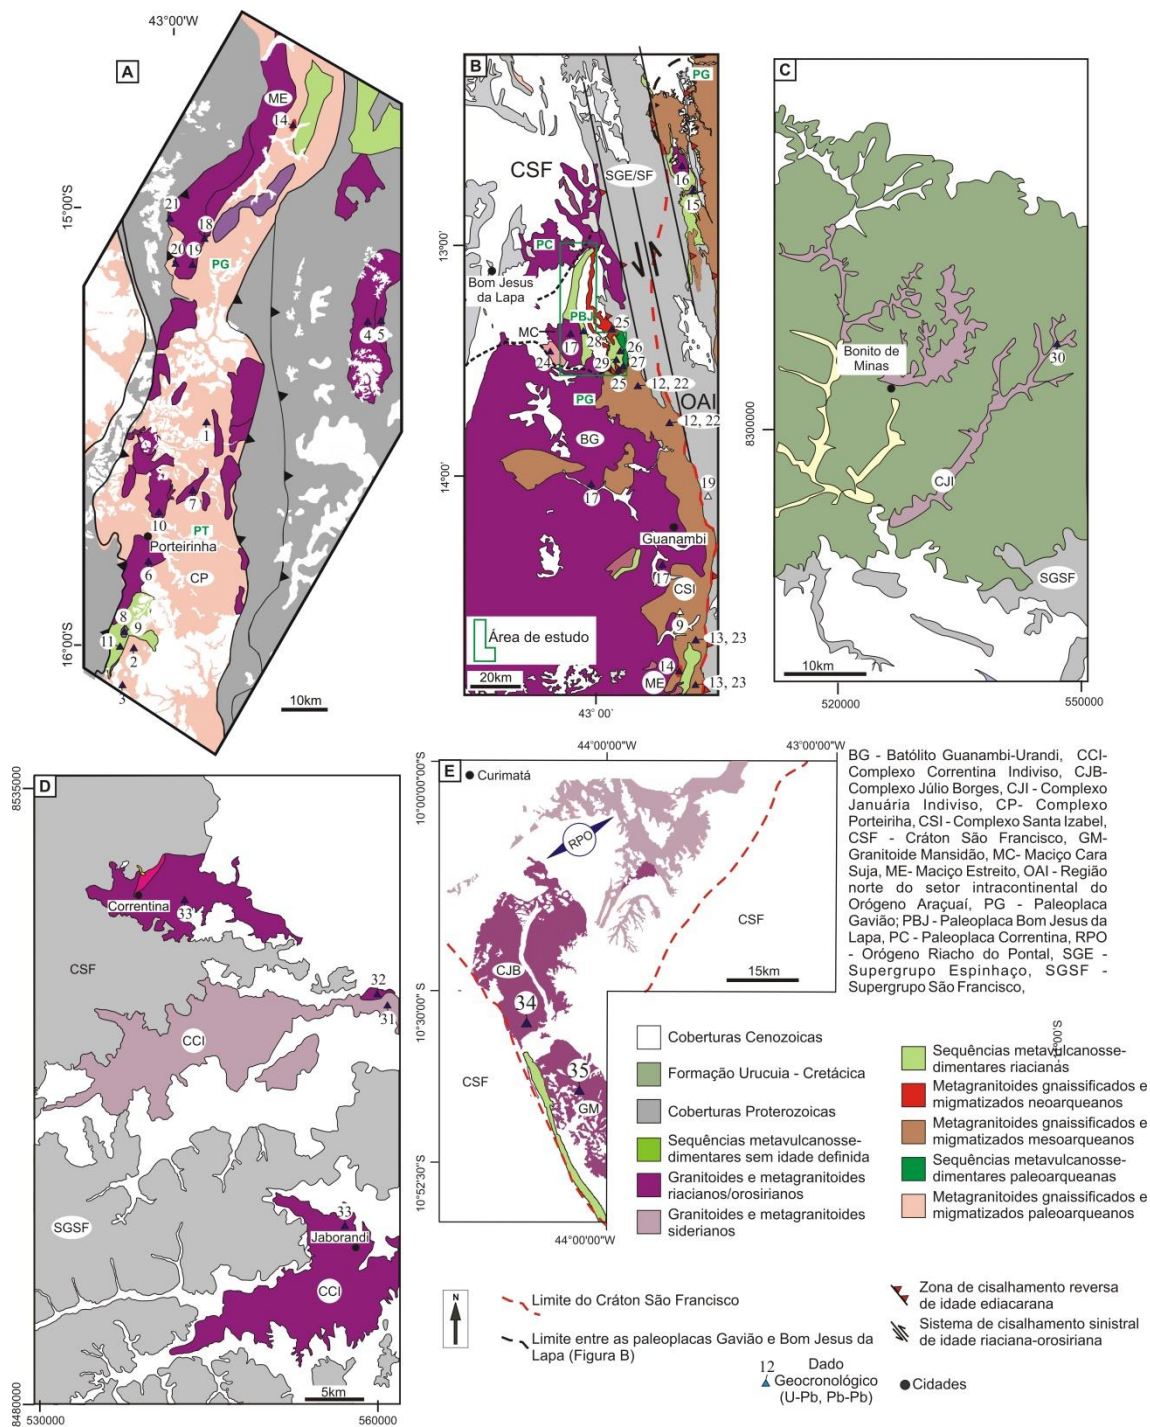 43°00'W
A
ME
14
15°00'S
21
18
20
19
PG
4
5
1
7
10
PT
Porteirinha
6
CP
8
9
11
2
16°00'S
3
10km
B
PG
CSF
SGE/SF
16
15
13°00'
PC
Bom Jesus
da Lapa
PBJ
25
MC
17
28
26
24
29
27
25
12, 22
PG
OAI
12, 22
BG
14°00'
17
19
Guanambi
17
CSI
Área de estudo
9
13, 23
14
ME
13, 23
20km
43° 00'
C
Bonito de
Minas
30
8300000
CJI
SGSF
10km
520000
550000
D
8535000
Correntina
33
CSF
32
31
CCI
SGSF
33
Jaborandi
CCI
5km
8480000
530000
560000
E
44°00'00"W
43°00'00"W
10°00'00"S
Curimatá
RPO
CSF
CJB
15km
10°30'00" S
34
CSF
35
GM
10°52'30"S
44°00'00"W
BG - Batólito Guanambi-Urandi, CCI-
Complexo Correntina Indiviso, CJB-
Complexo Júlio Borges, CJI - Complexo
Januária Indiviso, CP- Complexo
Porteiriha, CSI - Complexo Santa Izabel,
CSF - Cráton São Francisco, GM-
Granitoide Mansidão, MC- Maciço Cara
Suja, ME- Maciço Estreito, OAI - Região
norte do setor intracontinental do
Orógeno Araçuaí, PG - Paleoplaca
Gavião; PBJ - Paleoplaca Bom Jesus da
Lapa, PC - Paleoplaca Correntina, RPO
- Orógeno Riacho do Pontal, SGE -
Supergrupo Espinhaço, SGSF -
Supergrupo São Francisco,
Coberturas Cenozoicas
Formação Urucuia - Cretácica
Coberturas Proterozoicas
Sequências metavulcanosse-
dimentares sem idade definida
Granitoides e metagranitoides
riacianos/orosirianos
Granitoides e metagranitoides
siderianos
Sequências metavulcanosse-
dimentares riacianas
Metagranitoides gnaissificados e
migmatizados neoarqueanos
Metagranitoides gnaissificados e
migmatizados mesoarqueanos
Sequências metavulcanosse-
dimentares paleoarqueanas
Metagranitoides gnaissificados e
migmatizados paleoarqueanos
N
Limite do Cráton São Francisco
Limite entre as paleoplacas Gavião e Bom Jesus da
Lapa (Figura B)
12
Dado
Geocronológico
(U-Pb, Pb-Pb)
Zona de cisalhamento reversa
de idade ediacarana
Sistema de cisalhamento sinistral
de idade riaciana-orosiriana
Cidades